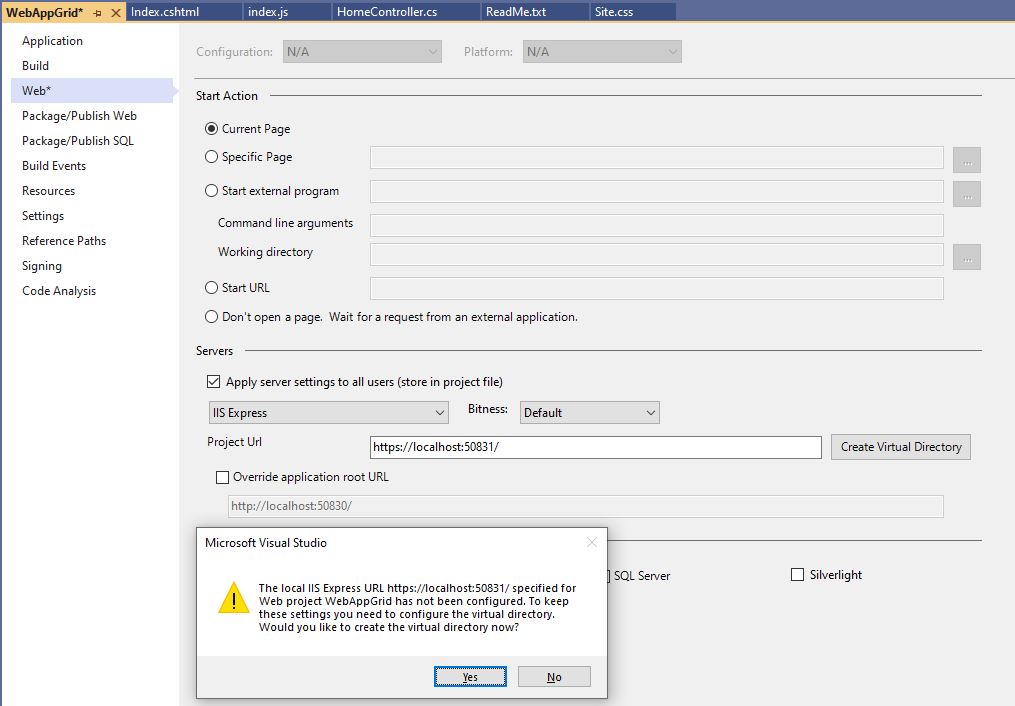 WebAppGrid* Index.cshtml index.js HomeController.cs ReadMe.txt Site.css
Application
Build
Web*
Package/Publish Web
Package/Publish SQL
Build Events
Resources
Settings
Reference Paths
Signing
Code Analysis
Configuration: N/A Platform: N/A
Start Action
Current Page
Specific Page ...
Start external program ...
Command line arguments
Working directory ...
Start URL
Don't open a page. Wait for a request from an external application.
Servers
Apply server settings to all users (store in project file)
IIS Express Bitness: Default
Project Url https://localhost:50831/ Create Virtual Directory
Override application root URL
http://localhost:50830/
SQL Server Silverlight
Microsoft Visual Studio
The local IIS Express URL https://localhost:50831/ specified for
Web project WebAppGrid has not been configured. To keep
these settings you need to configure the virtual directory.
Would you like to create the virtual directory now?
Yes No